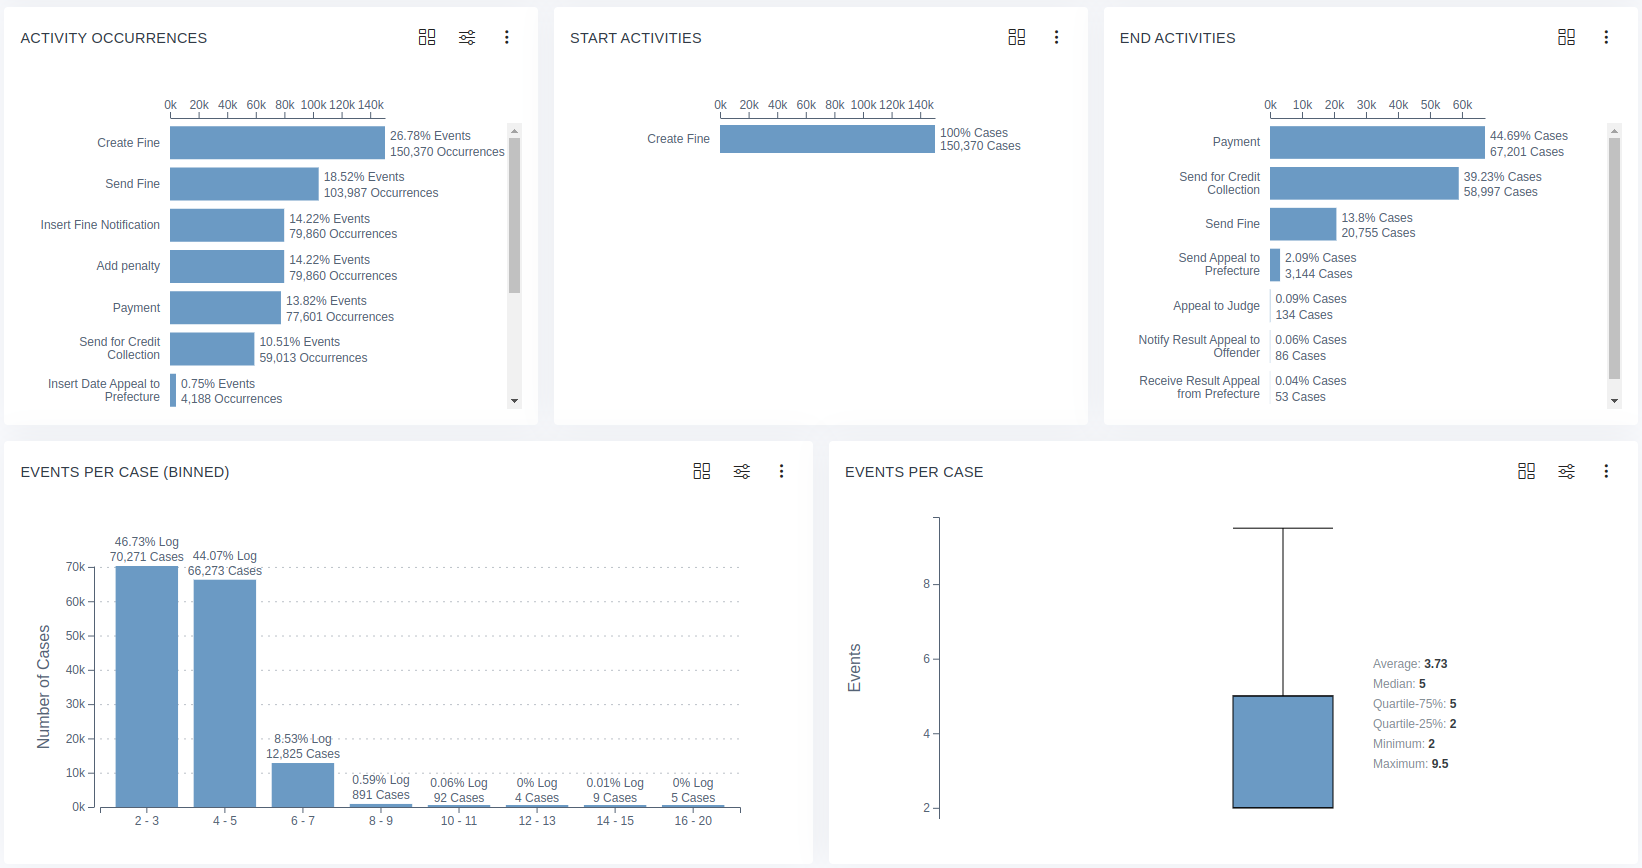 ACTIVITY OCCURRENCES
0k 20k 40k 60k 80k 100k 120k 140k
Create Fine
26.78% Events
150,370 Occurrences
Send Fine
18.52% Events
103,987 Occurrences
Insert Fine Notification
14.22% Events
79,860 Occurrences
Add penalty
14.22% Events
79,860 Occurrences
Payment
13.82% Events
77,601 Occurrences
Send for Credit
Collection
10.51% Events
59,013 Occurrences
Insert Date Appeal to
Prefecture
0.75% Events
4,188 Occurrences
START ACTIVITIES
0k 20k 40k 60k 80k 100k 120k 140k
Create Fine
100% Cases
150,370 Cases
END ACTIVITIES
0k 10k 20k 30k 40k 50k 60k
Payment
44.69% Cases
67,201 Cases
Send for Credit
Collection
39.23% Cases
58,997 Cases
Send Fine
13.8% Cases
20,755 Cases
Send Appeal to
Prefecture
2.09% Cases
3,144 Cases
Appeal to Judge
0.09% Cases
134 Cases
Notify Result Appeal to
Offender
0.06% Cases
86 Cases
Receive Result Appeal
from Prefecture
0.04% Cases
53 Cases
EVENTS PER CASE (BINNED)
Number of Cases
70k
60k
50k
40k
30k
20k
10k
0k
46.73% Log
70,271 Cases
44.07% Log
66,273 Cases
8.53% Log
12,825 Cases
0.59% Log
891 Cases
0.06% Log
92 Cases
0% Log
4 Cases
0.01% Log
9 Cases
0% Log
5 Cases
2 - 3 4 - 5 6 - 7 8 - 9 10 - 11 12 - 13 14 - 15 16 - 20
EVENTS PER CASE
Events
8
6
4
2
Average: 3.73
Median: 5
Quartile-75%: 5
Quartile-25%: 2
Minimum: 2
Maximum: 9.5